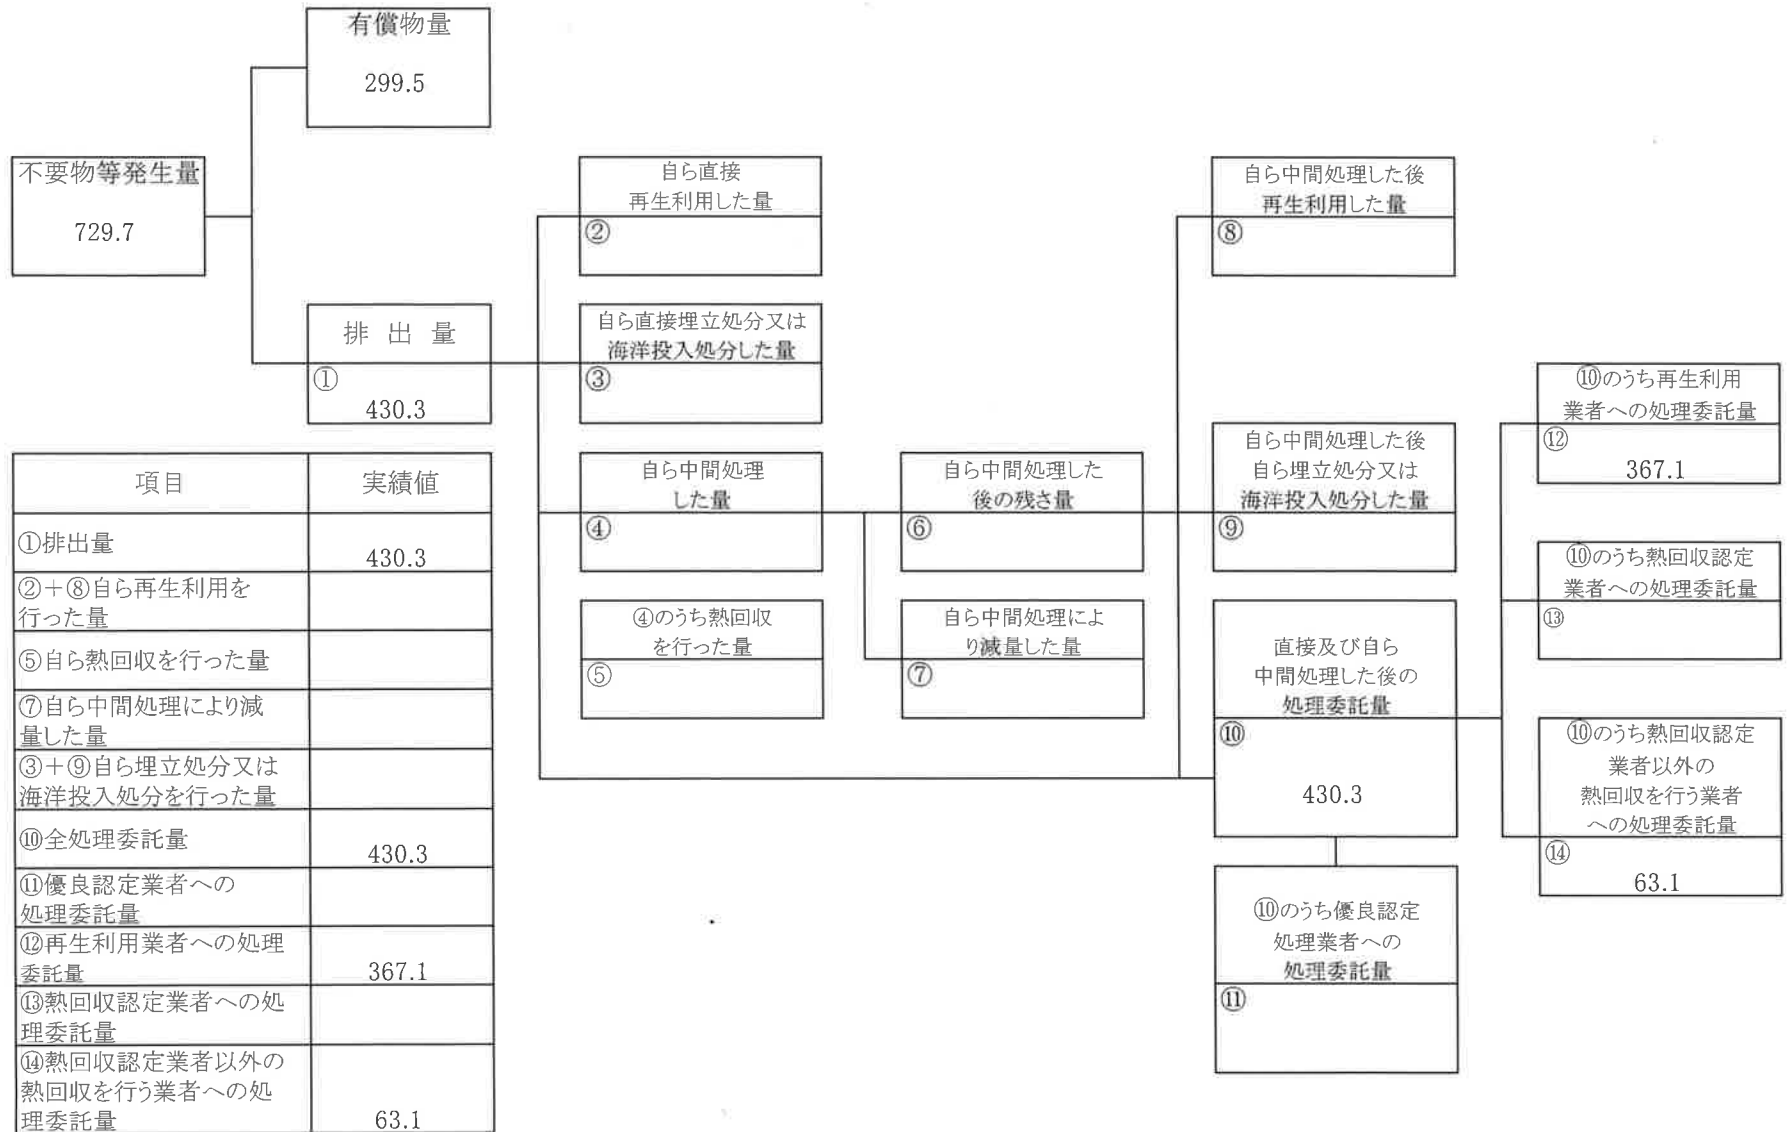 有償物量
299.5
不要物等発生量
729.7
排 出 量
①
430.3
自ら直接
再生利用した量
②
自ら直接埋立処分又は
海洋投入処分した量
③
自ら中間処理
した量
④
④のうち熱回収
を行った量
⑤
自ら中間処理した
後の残さ量
⑥
自ら中間処理によ
り減量した量
⑦
自ら中間処理した後
再生利用した量
⑧
自ら中間処理した後
自ら埋立処分又は
海洋投入処分した量
⑨
直接及び自ら
中間処理した後の
処理委託量
⑩
430.3
⑩のうち優良認定
処理業者への
処理委託量
⑪
⑩のうち再生利用
業者への処理委託量
⑫
367.1
⑩のうち熱回収認定
業者への処理委託量
⑬
⑩のうち熱回収認定
業者以外の
熱回収を行う業者
への処理委託量
⑭
63.1
項目 実績値
①排出量
430.3
②+⑧自ら再生利用を
行った量
⑤自ら熱回収を行った量
⑦自ら中間処理により減
量した量
③+⑨自ら埋立処分又は
海洋投入処分を行った量
⑩全処理委託量
430.3
⑪優良認定業者への
処理委託量
⑫再生利用業者への処理
委託量 367.1
⑬熱回収認定業者への処
理委託量
⑭熱回収認定業者以外の
熱回収を行う業者への処
理委託量 63.1